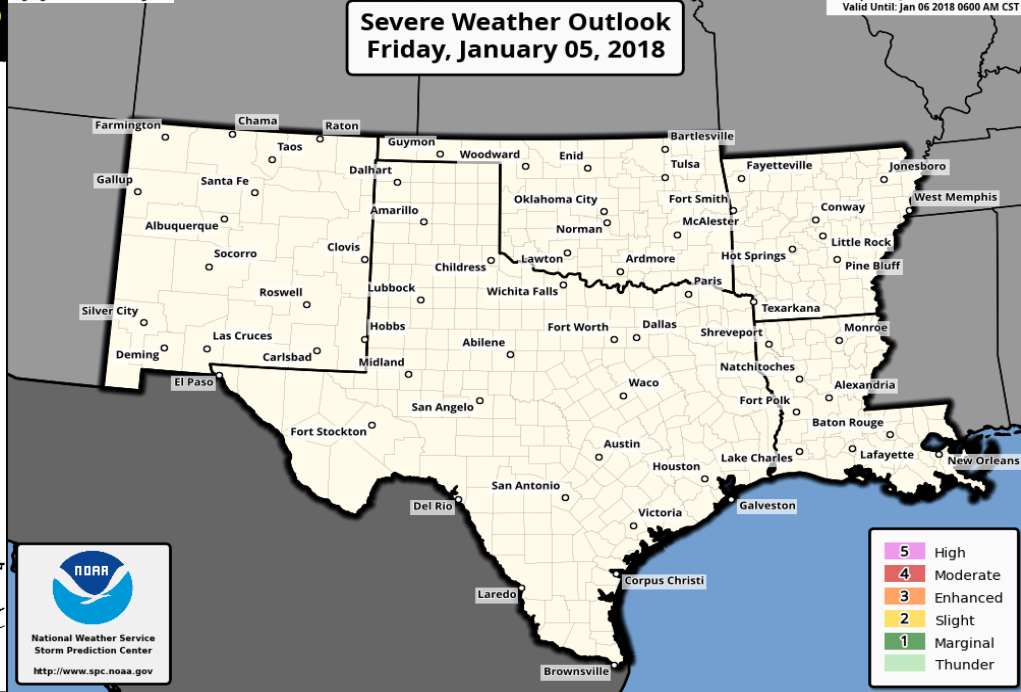 Valid Until: Jan 06 2018 0600 AM CST
Severe Weather Outlook
Friday, January 05, 2018
Farmington
Chama
Raton
Taos
Guymon
Woodward
Enid
Bartlesville
Tulsa
Fayetteville
Jonesboro
Gallup
Santa Fe
Dalhart
Amarillo
Oklahoma City
Fort Smith
West Memphis
Conway
Albuquerque
Norman
McAlester
Little Rock
Socorro
Clovis
Childress
Lawton
Ardmore
Hot Springs
Pine Bluff
Roswell
Lubbock
Wichita Falls
Paris
Texarkana
Silver City
Las Cruces
Hobbs
Fort Worth
Dallas
Shreveport
Monroe
Deming
Carlsbad
Midland
Abilene
Natchitoches
El Paso
San Angelo
Waco
Fort Polk
Alexandria
Fort Stockton
Austin
Baton Rouge
Lake Charles
Lafayette
New Orleans
Houston
San Antonio
Del Rio
Victoria
Galveston
Corpus Christi
Laredo
Brownsville
NOAA
National Weather Service
Storm Prediction Center
http://www.spc.noaa.gov
5 High
4 Moderate
3 Enhanced
2 Slight
1 Marginal
Thunder